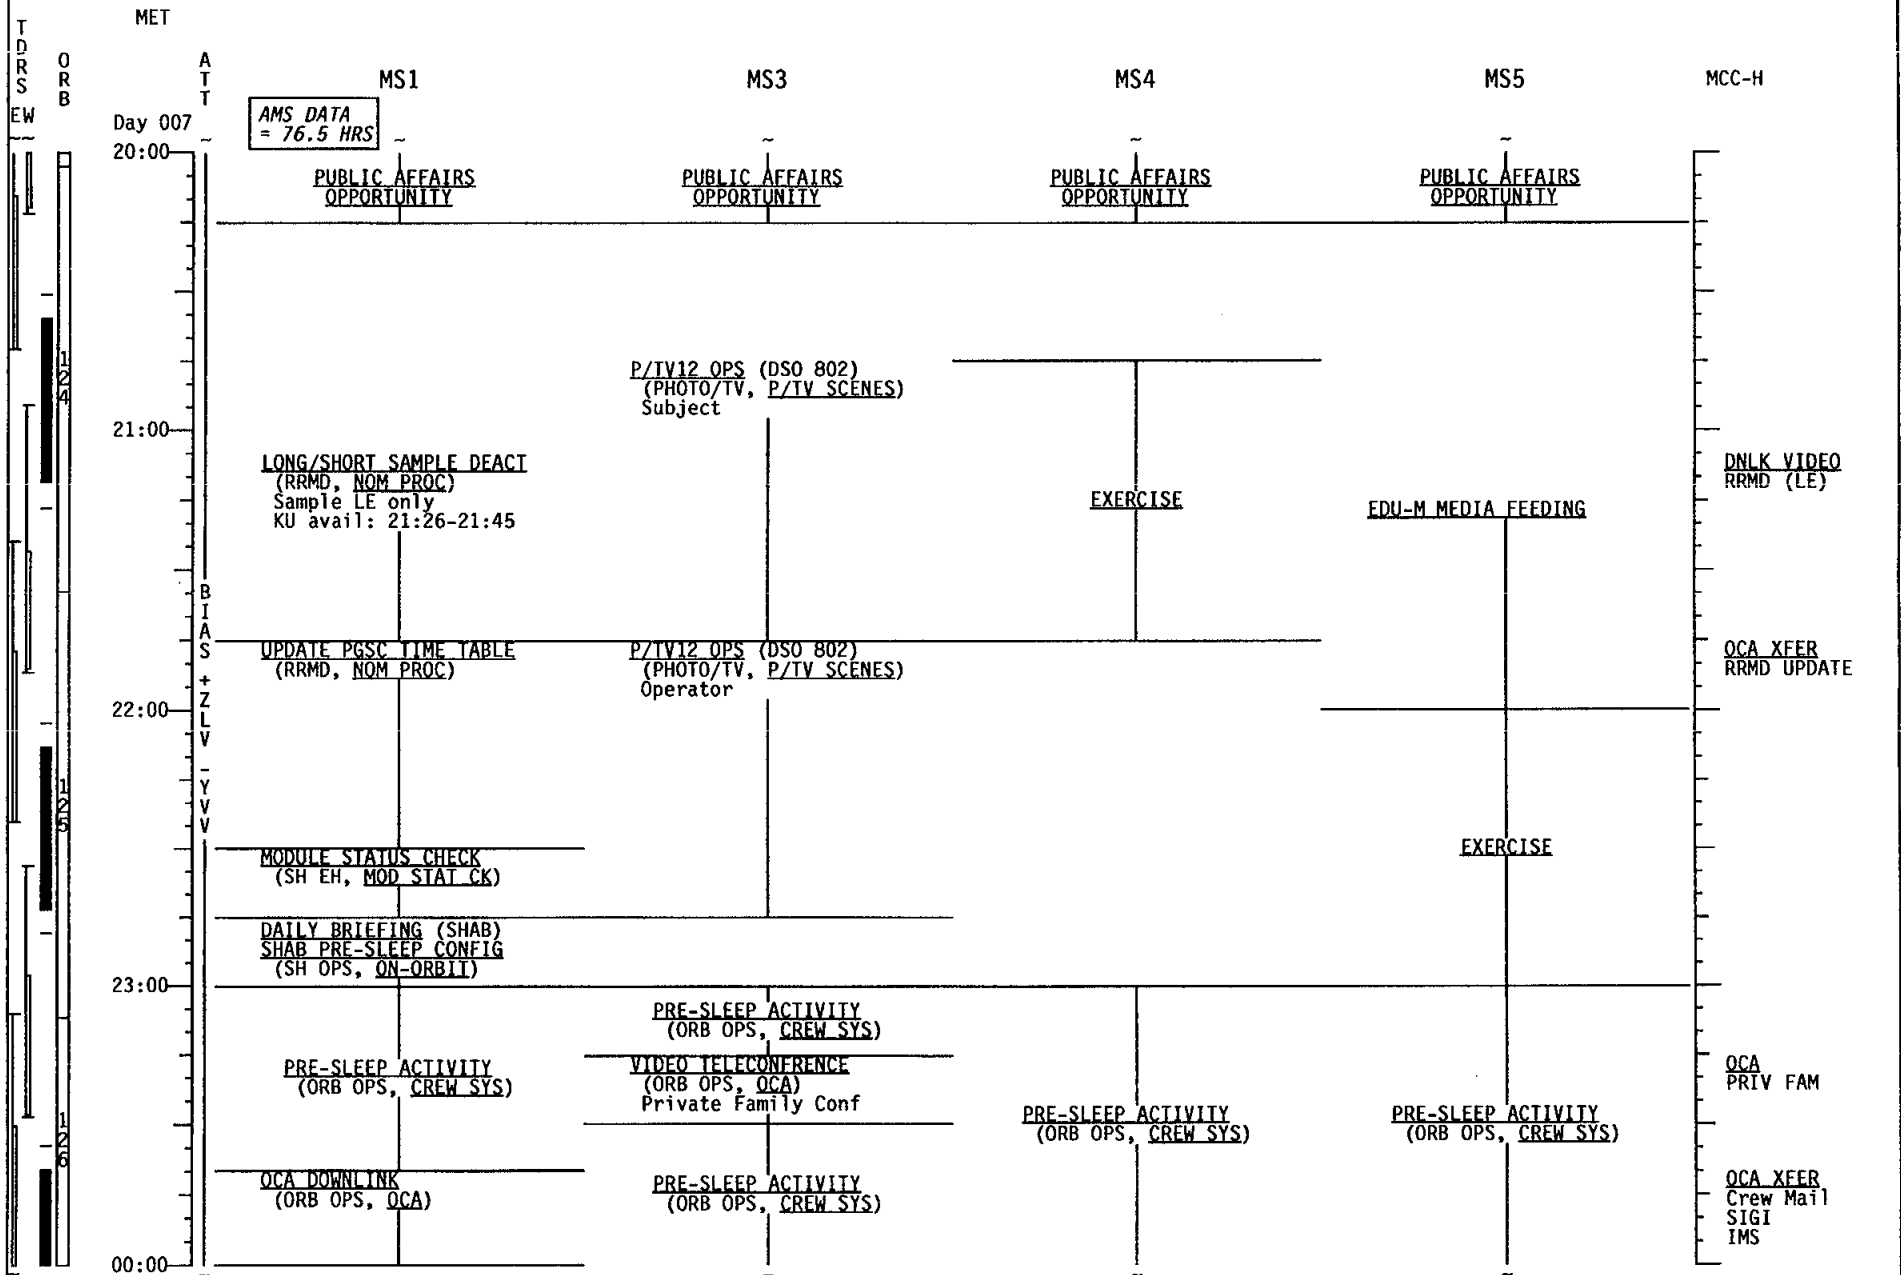 MET
TDRS
ORB
ATT
MS1
MS3
MS4
MS5
MCC-H
EW
AMS DATA
= 76.5 HRS
Day 007
20:00
PUBLIC AFFAIRS
OPPORTUNITY
PUBLIC AFFAIRS
OPPORTUNITY
PUBLIC AFFAIRS
OPPORTUNITY
PUBLIC AFFAIRS
OPPORTUNITY
124
P/TV12 OPS (DSO 802)
(PHOTO/TV, P/TV SCENES)
Subject
21:00
LONG/SHORT SAMPLE DEACT
(RRMD, NOM PROC)
Sample LE only
KU avail: 21:26-21:45
EXERCISE
EDU-M MEDIA FEEDING
DNLK VIDEO
RRMD (LE)
BIAS +ZLV -YVV
UPDATE PGSC TIME TABLE
(RRMD, NOM PROC)
P/TV12 OPS (DSO 802)
(PHOTO/TV, P/TV SCENES)
Operator
OCA XFER
RRMD UPDATE
22:00
125
MODULE STATUS CHECK
(SH EH, MOD STAT CK)
EXERCISE
DAILY BRIEFING (SHAB)
SHAB PRE-SLEEP CONFIG
(SH OPS, ON-ORBIT)
23:00
PRE-SLEEP ACTIVITY
(ORB OPS, CREW SYS)
PRE-SLEEP ACTIVITY
(ORB OPS, CREW SYS)
VIDEO TELECONFRENCE
(ORB OPS, OCA)
Private Family Conf
OCA
PRIV FAM
126
PRE-SLEEP ACTIVITY
(ORB OPS, CREW SYS)
PRE-SLEEP ACTIVITY
(ORB OPS, CREW SYS)
OCA DOWNLINK
(ORB OPS, OCA)
PRE-SLEEP ACTIVITY
(ORB OPS, CREW SYS)
OCA XFER
Crew Mail
SIGI
IMS
00:00